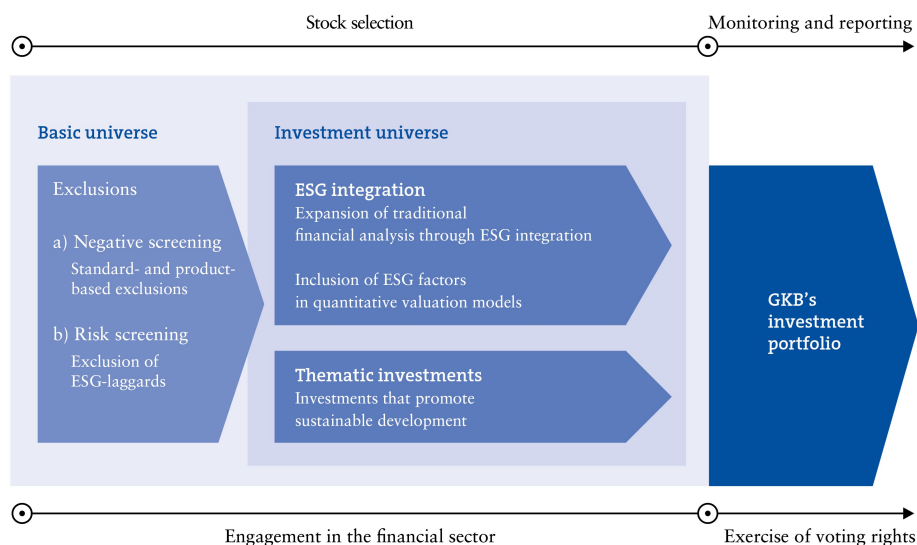 Stock selection
Monitoring and reporting
Basic universe
Exclusions
a) Negative screening
Standard- and product-
based exclusions
b) Risk screening
Exclusion of
ESG-laggards
Investment universe
ESG integration
Expansion of traditional
financial analysis through ESG integration
Inclusion of ESG factors
in quantitative valuation models
Thematic investments
Investments that promote
sustainable development
GKB's
investment
portfolio
Engagement in the financial sector
Exercise of voting rights